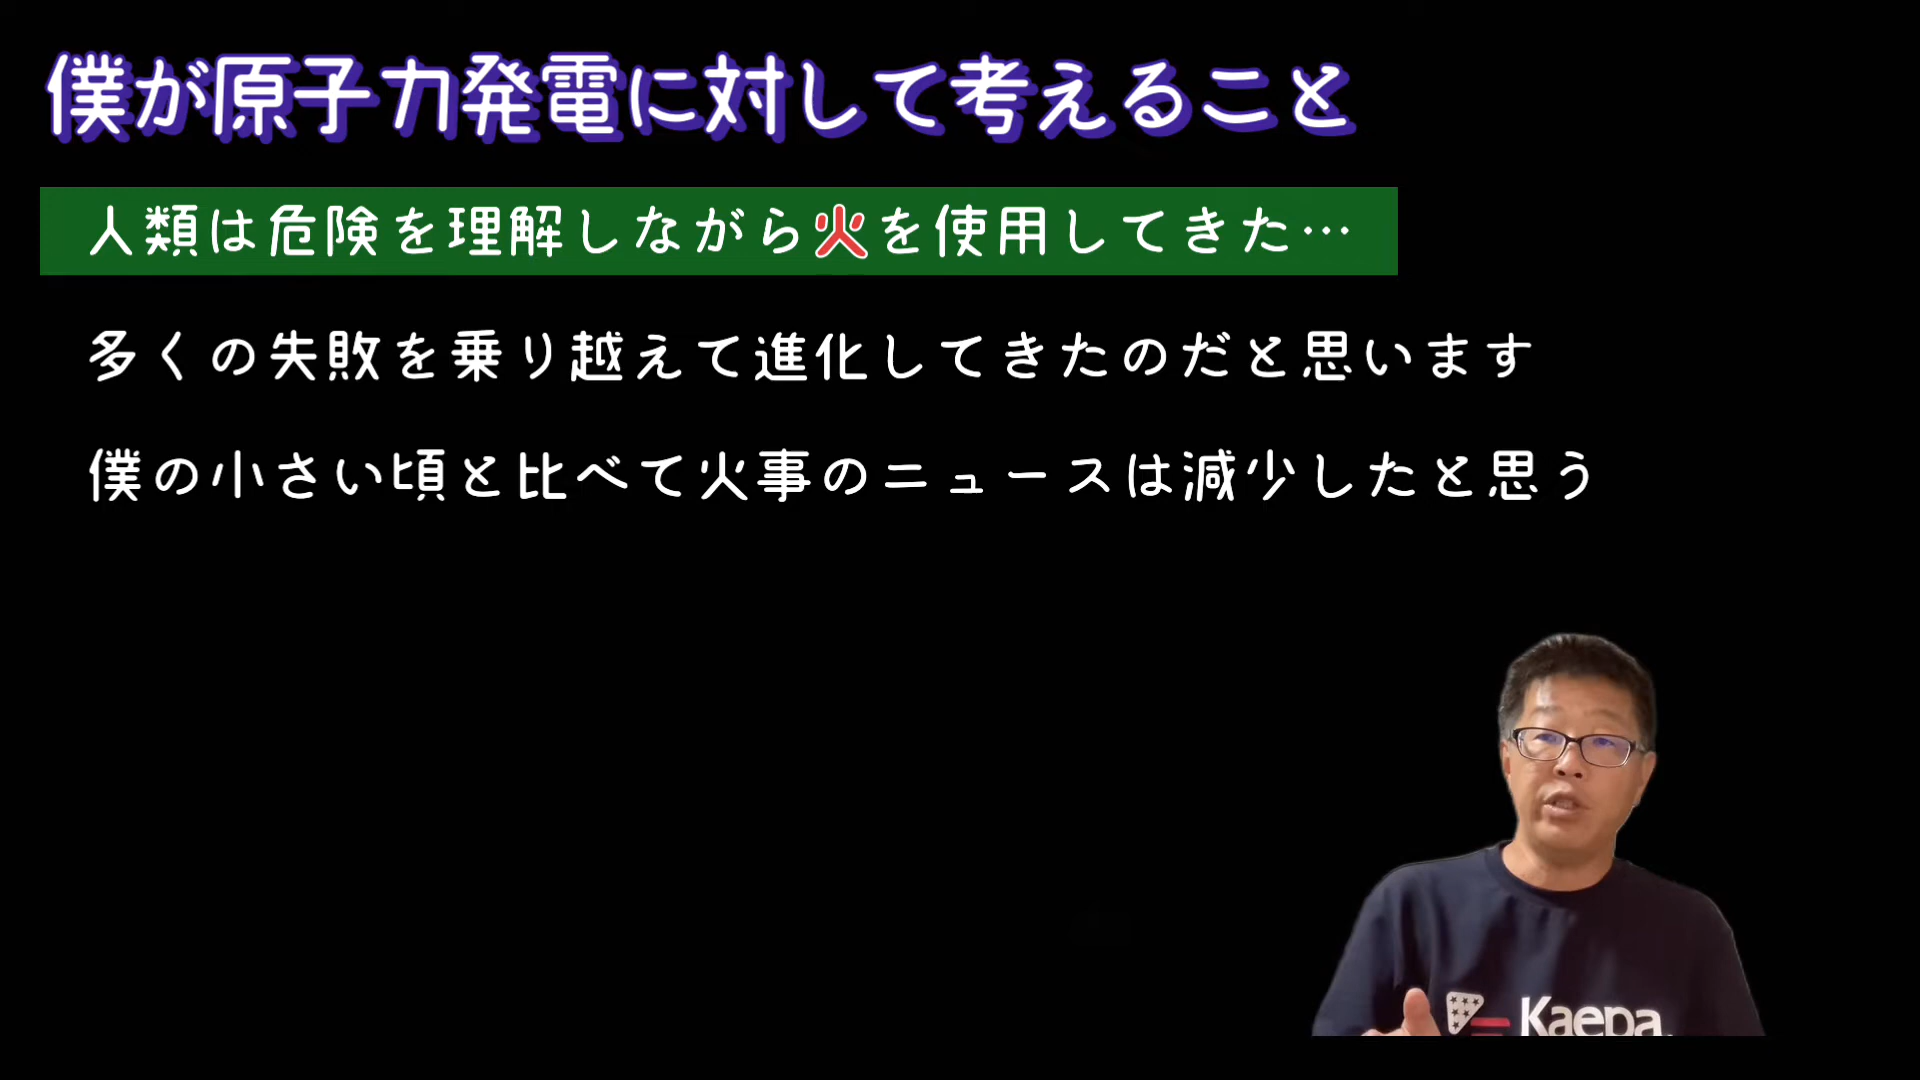 僕が原子力発電に対して考えること
人類は危険を理解しながら火を使用してきた…
多くの失敗を乗り越えて進化してきたのだと思います
僕の小さい頃と比べて火事のニュースは減少したと思う
Kaepa.